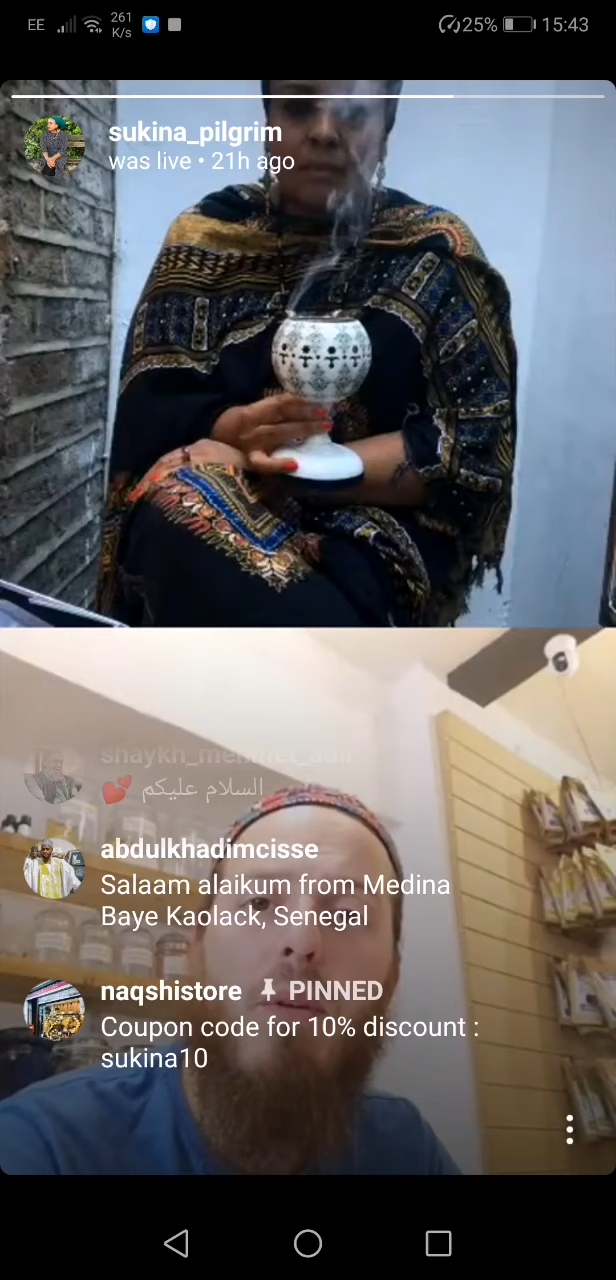 EE 261 K/s 25% 15:43
sukina_pilgrim
was live • 21h ago
السلام عليكم
abdulkhadimcisse
Salaam alaikum from Medina
Baye Kaolack, Senegal
naqshistore PINNED
Coupon code for 10% discount :
sukina10